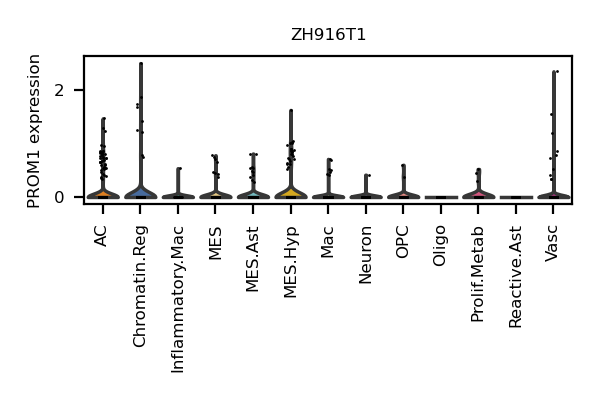 ZH916T1
PROM1 expression
2
0
AC
Chromatin.Reg
Inflammatory.Mac
MES
MES.Ast
MES.Hyp
Mac
Neuron
OPC
Oligo
Prolif.Metab
Reactive.Ast
Vasc